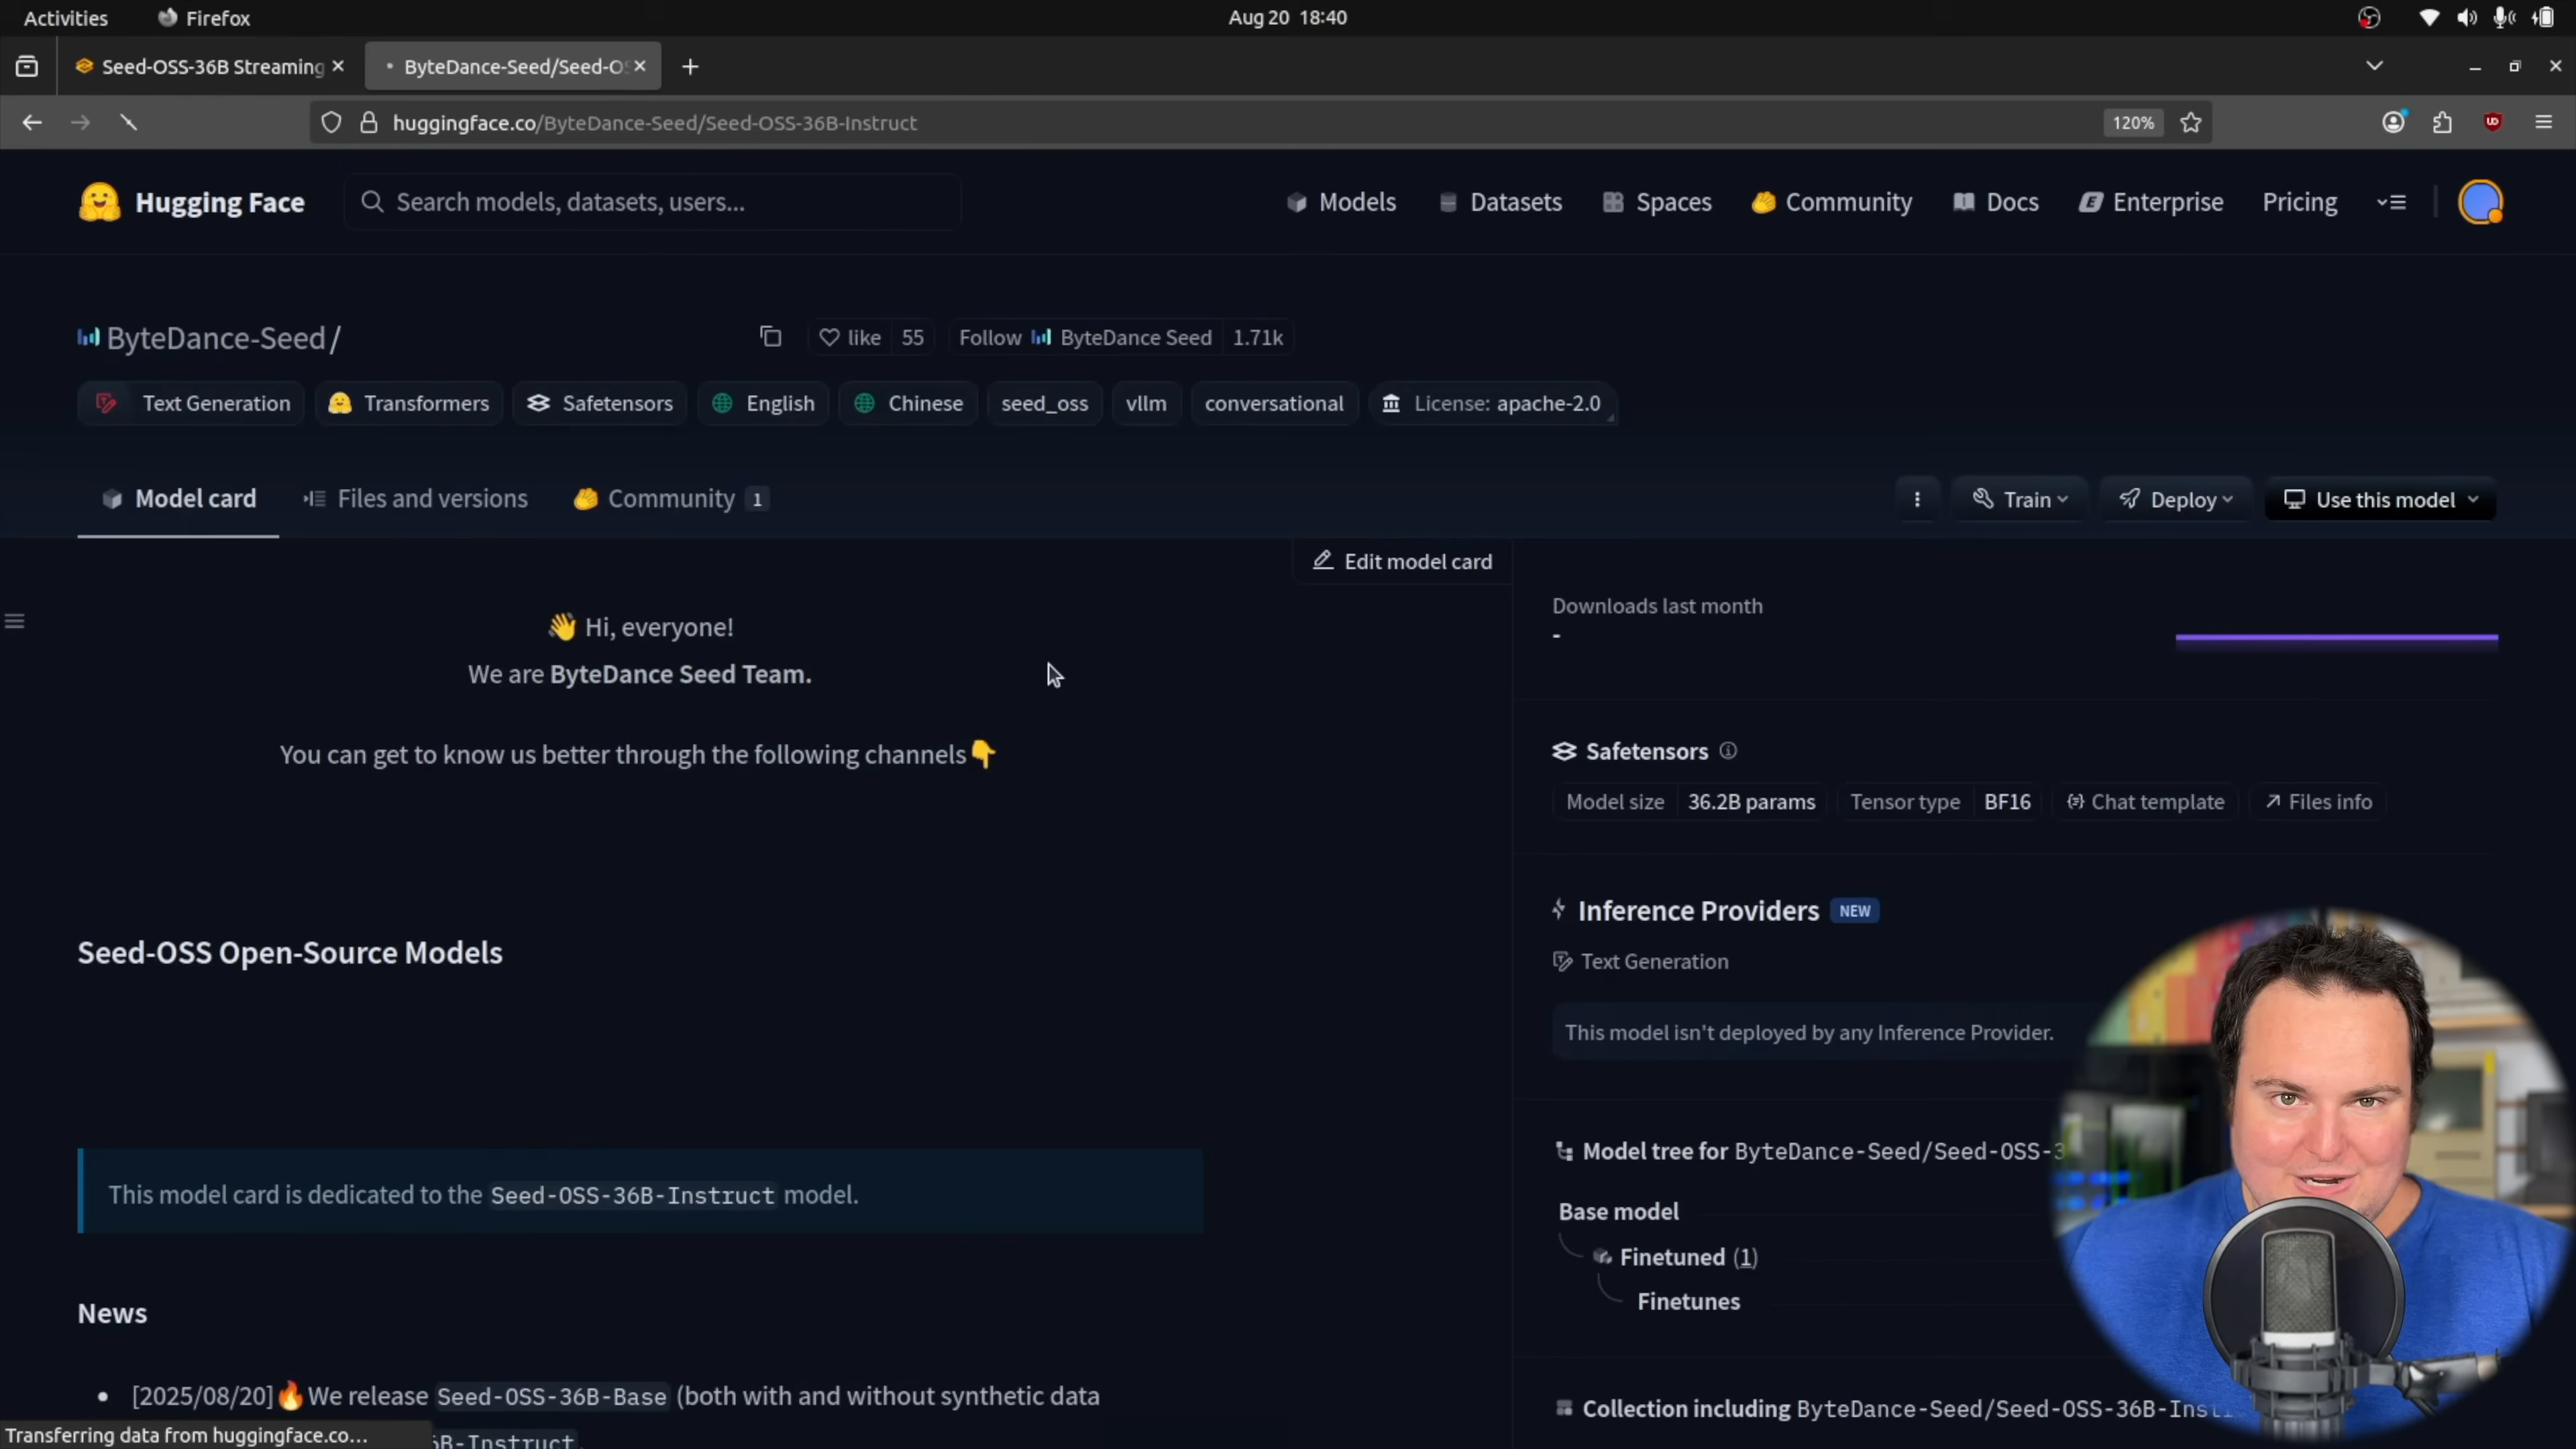 Activities Firefox Aug 20 18:40
Seed-OSS-36B Streaming ByteDance-Seed/Seed-OS
huggingface.co/ByteDance-Seed/Seed-OSS-36B-Instruct 120%
Hugging Face Search models, datasets, users... Models Datasets Spaces Community Docs Enterprise Pricing
ByteDance-Seed/ like 55 Follow ByteDance Seed 1.71k
Text Generation Transformers Safetensors English Chinese seed_oss vllm conversational License: apache-2.0
Model card Files and versions Community 1 Train Deploy Use this model
Edit model card
👋 Hi, everyone!
We are ByteDance Seed Team.
You can get to know us better through the following channels👇
Seed-OSS Open-Source Models
This model card is dedicated to the Seed-OSS-36B-Instruct model.
News
[2025/08/20]🔥We release Seed-OSS-36B-Base (both with and without synthetic data
6B-Instruct.
Transferring data from huggingface.co...
Downloads last month
-
Safetensors
Model size 36.2B params Tensor type BF16 Chat template Files info
Inference Providers NEW
Text Generation
This model isn't deployed by any Inference Provider.
Model tree for ByteDance-Seed/Seed-OSS-3
Base model
Finetuned (1)
Finetunes
Collection including ByteDance-Seed/Seed-OSS-36B-Insti